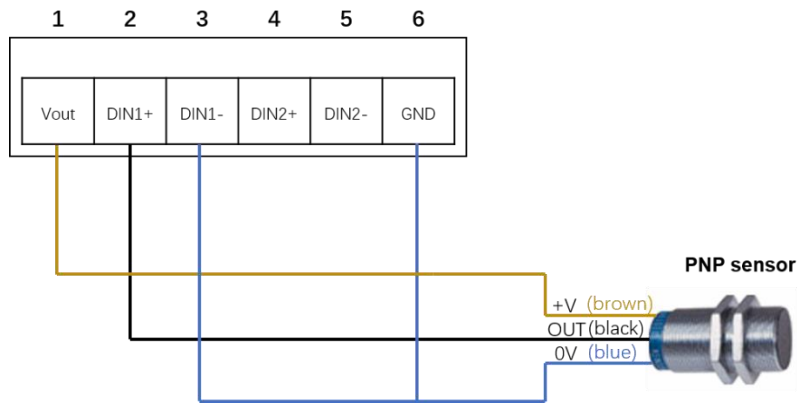 1 2 3 4 5 6
Vout DIN1+ DIN1- DIN2+ DIN2- GND
PNP sensor
+V (brown)
OUT (black)
0V (blue)